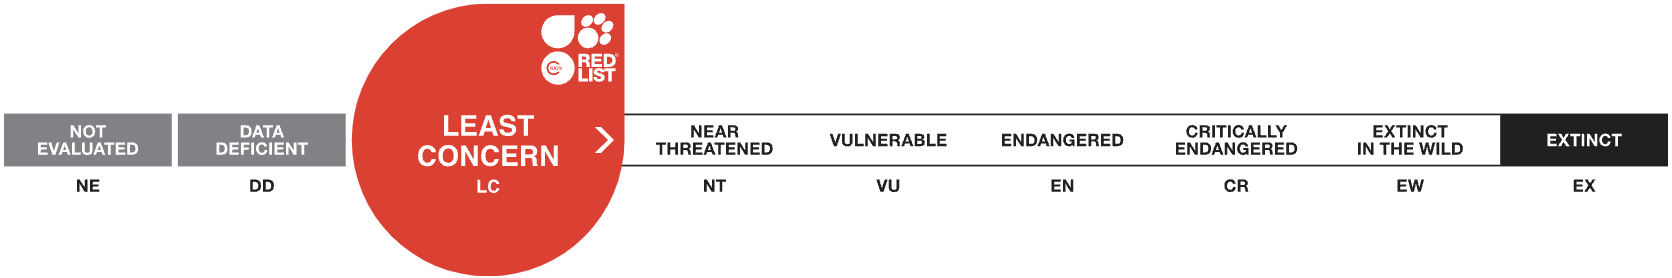 RED
LIST
IUCN
NOT
EVALUATED
DATA
DEFICIENT
LEAST
CONCERN
NEAR
THREATENED
VULNERABLE
ENDANGERED
CRITICALLY
ENDANGERED
EXTINCT
IN THE WILD
EXTINCT
NE
DD
LC
NT
VU
EN
CR
EW
EX